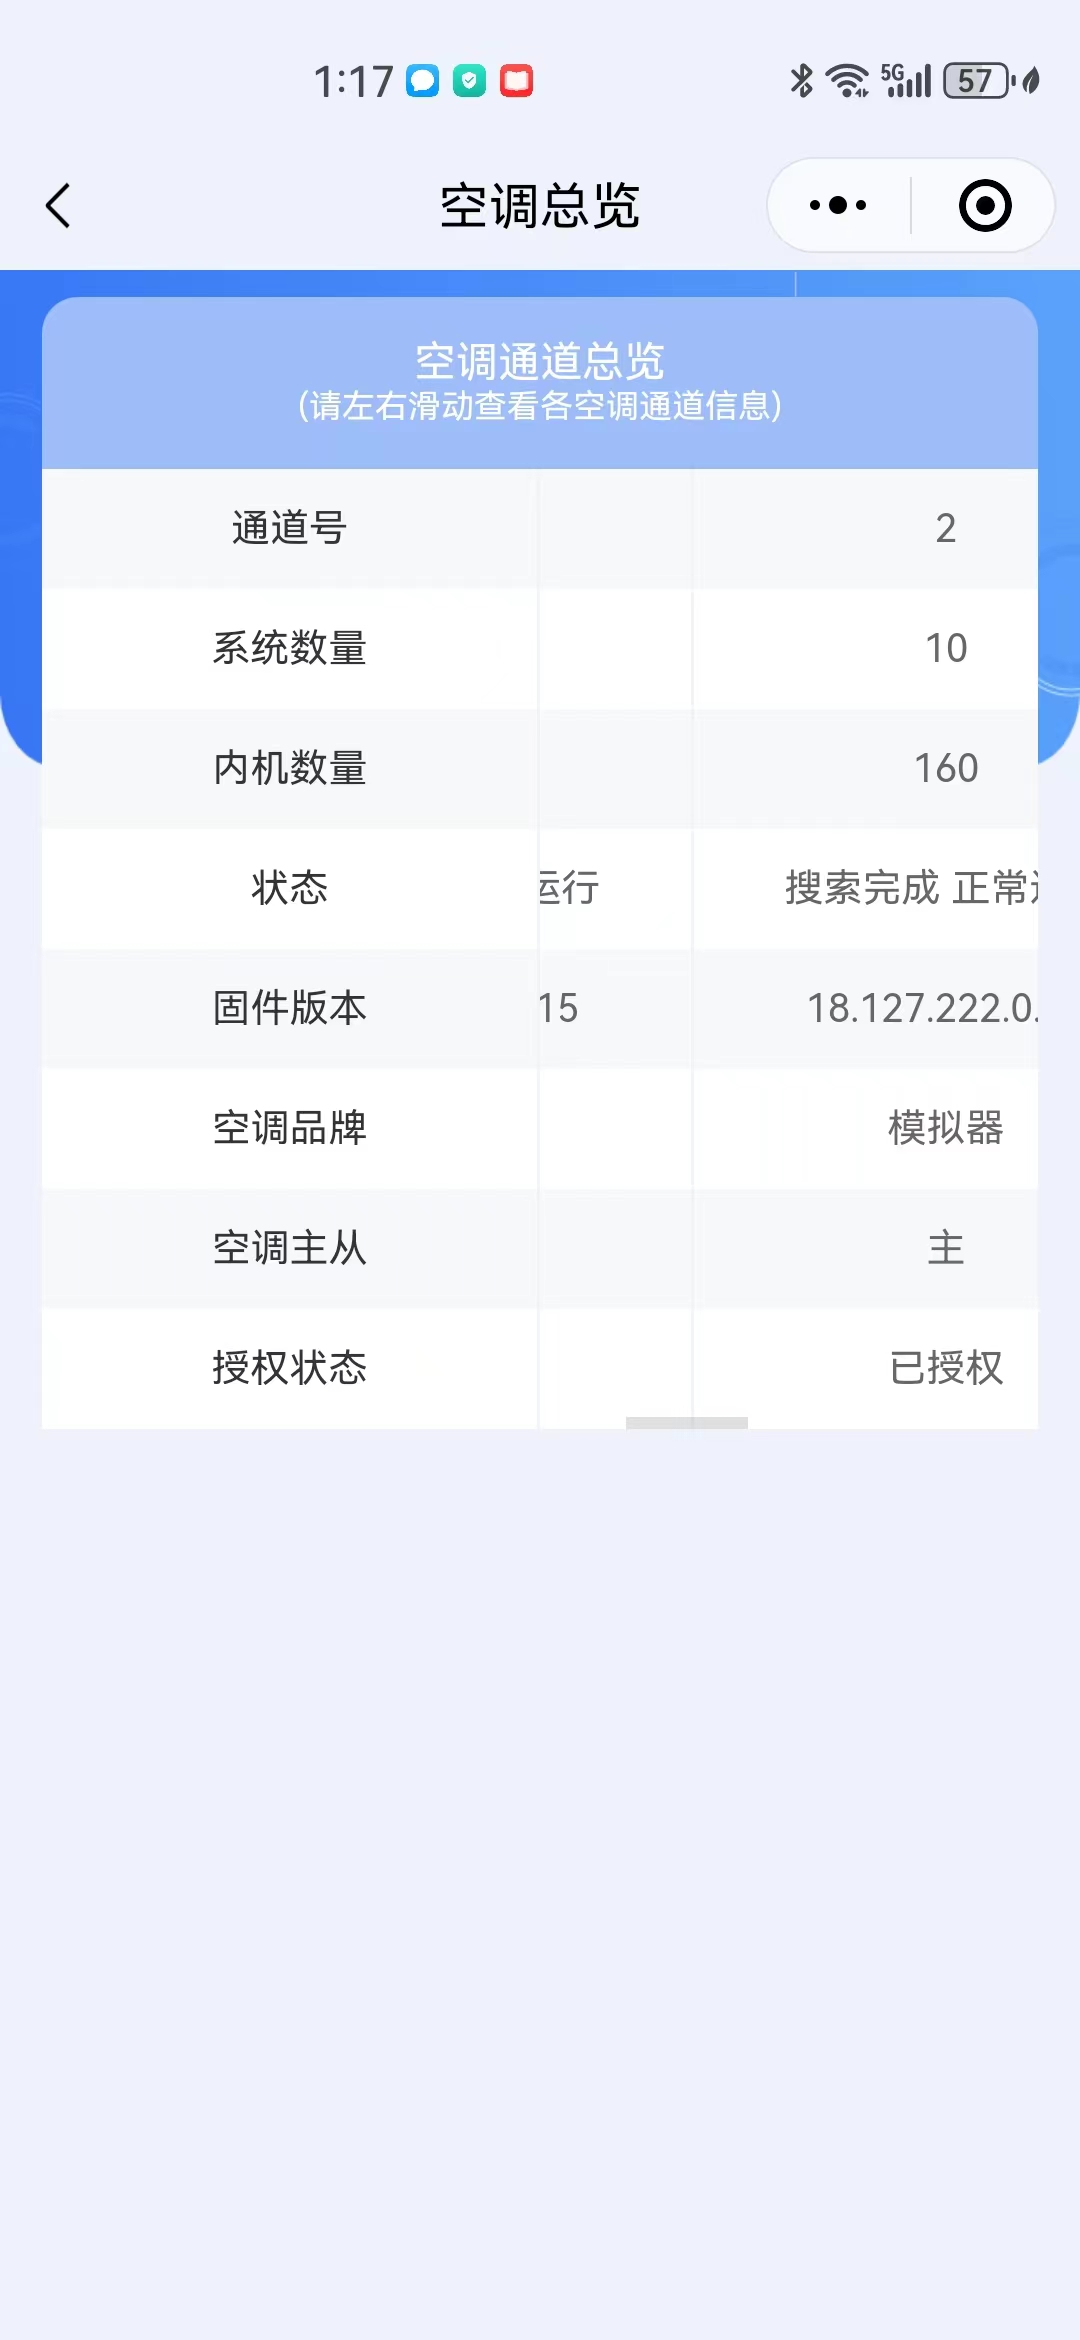 1:17
5G
57
空调总览
空调通道总览
(请左右滑动查看各空调通道信息)
通道号 2
系统数量 10
内机数量 160
状态 运行 搜索完成 正常
固件版本 15 18.127.222.0.
空调品牌 模拟器
空调主从 主
授权状态 已授权